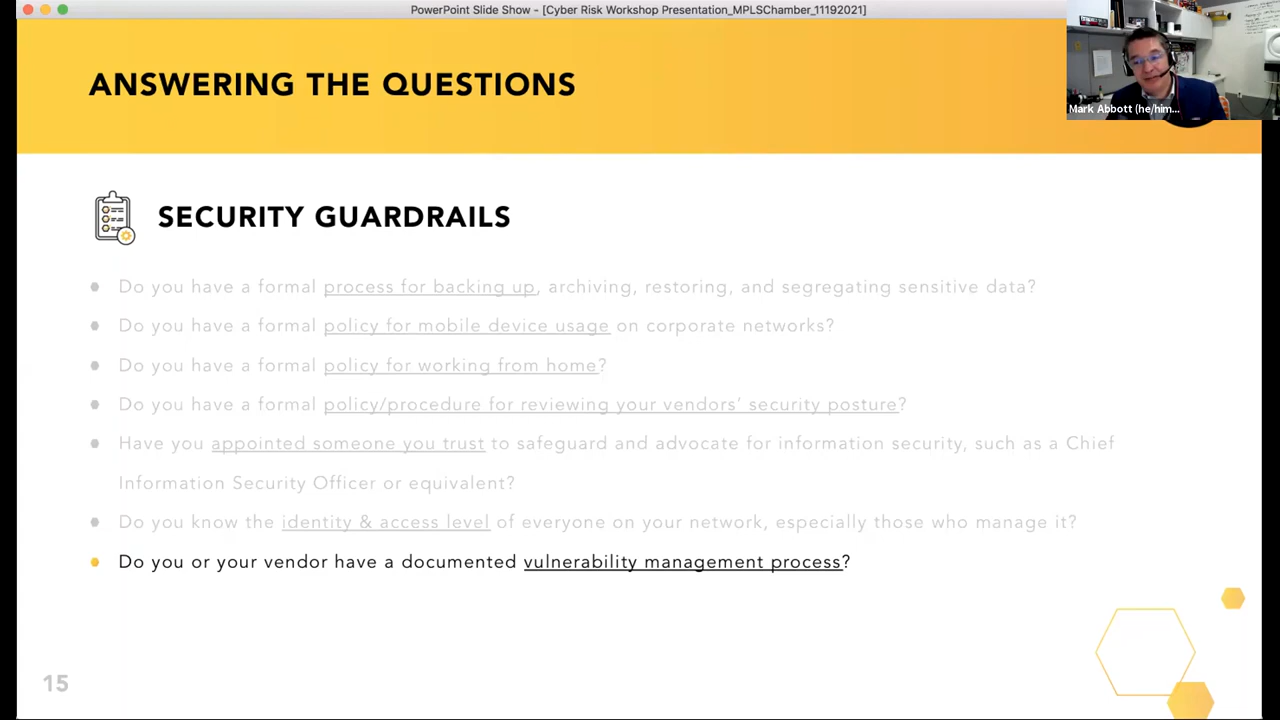 PowerPoint Slide Show - [Cyber Risk Workshop Presentation_MPLSChamber_11192021]
ANSWERING THE QUESTIONS
Mark Abbott (he/him...
SECURITY GUARDRAILS
Do you have a formal process for backing up, archiving, restoring, and segregating sensitive data?
Do you have a formal policy for mobile device usage on corporate networks?
Do you have a formal policy for working from home?
Do you have a formal policy/procedure for reviewing your vendors’ security posture?
Have you appointed someone you trust to safeguard and advocate for information security, such as a Chief
Information Security Officer or equivalent?
Do you know the identity & access level of everyone on your network, especially those who manage it?
Do you or your vendor have a documented vulnerability management process?
15